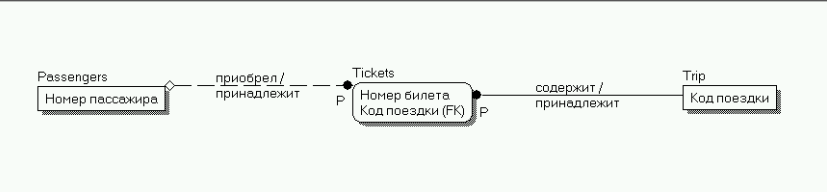 Passengers
Номер пассажира
приобрел /
принадлежит
Tickets
P
Номер билета
Код поездки (FK)
P
содержит /
принадлежит
Trip
Код поездки